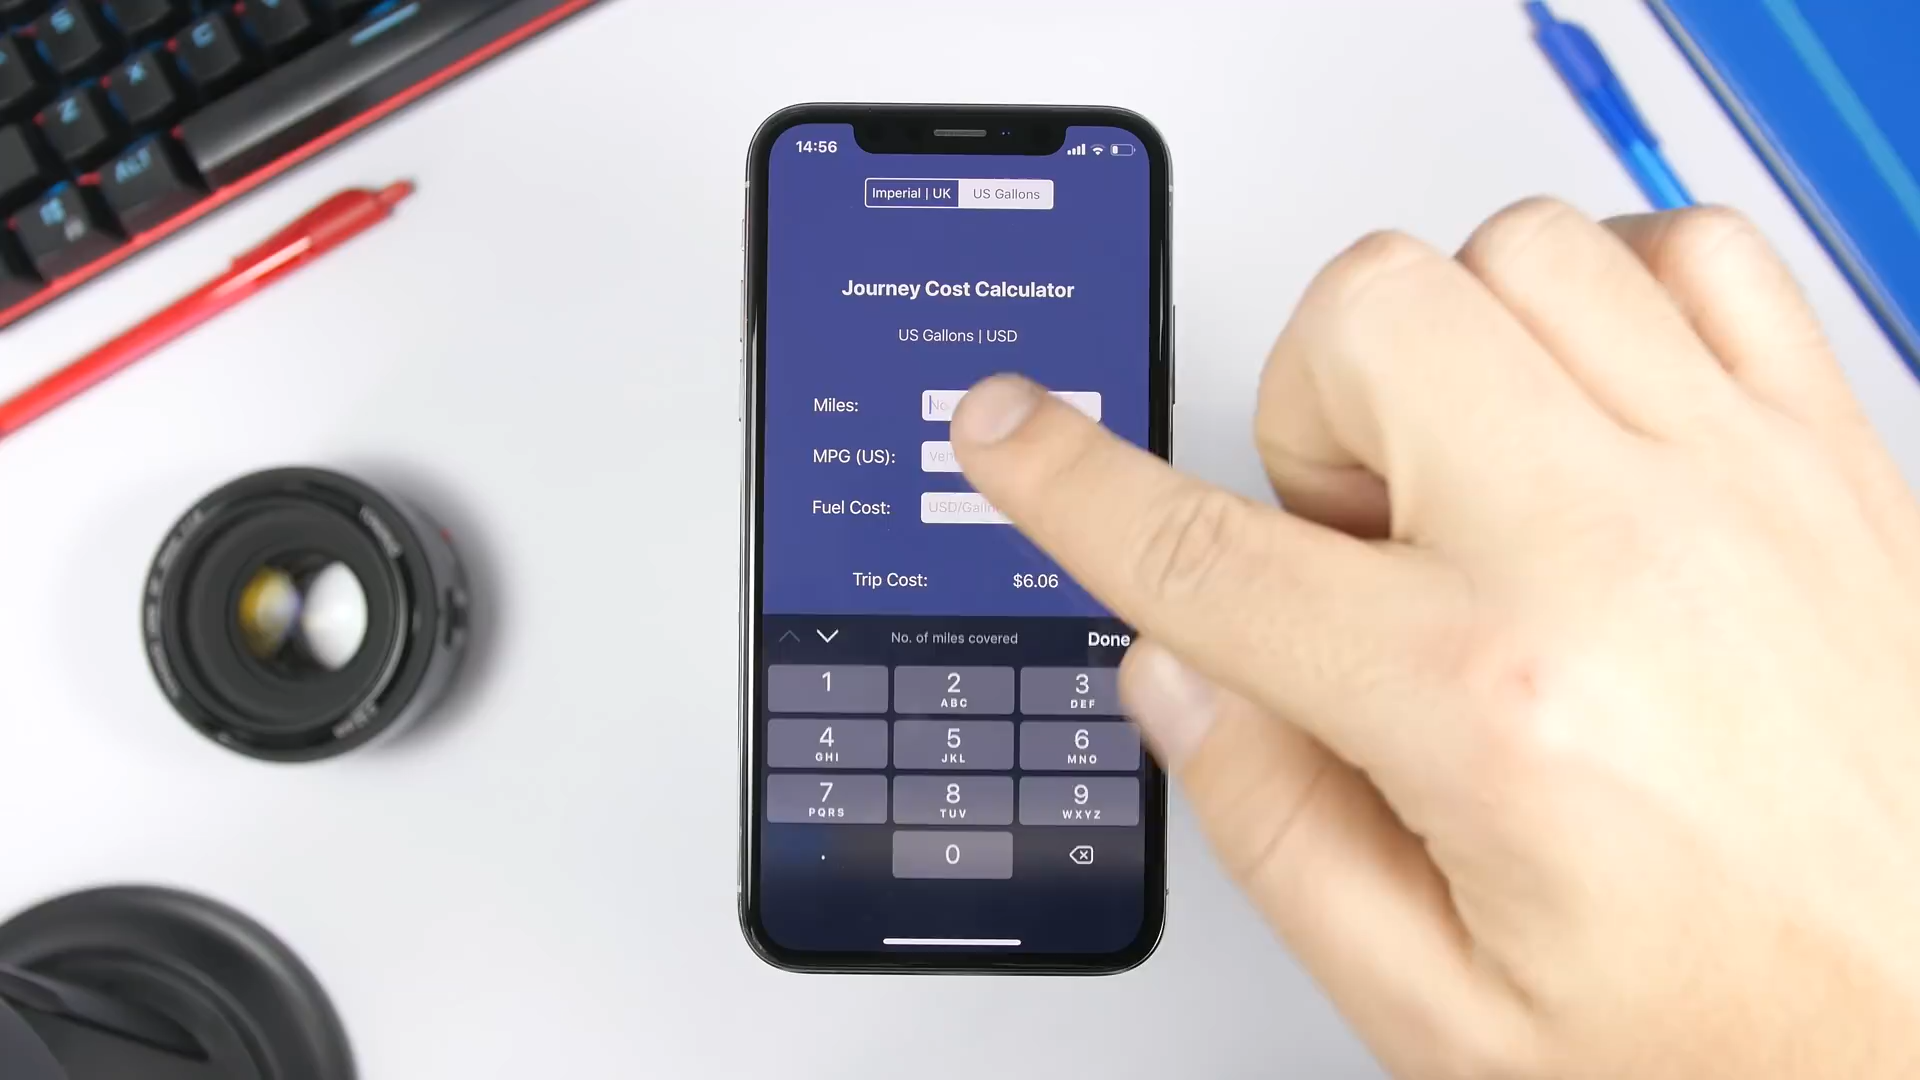 S
C
Z
X
ALT
14:56
Imperial | UK
US Gallons
Journey Cost Calculator
US Gallons | USD
Miles:
No
MPG (US):
Fuel Cost:
Trip Cost:
$6.06
No. of miles covered
Done
1
2
ABC
3
DEF
4
GHI
5
JKL
6
MNO
7
PQRS
8
TUV
9
WXYZ
.
0